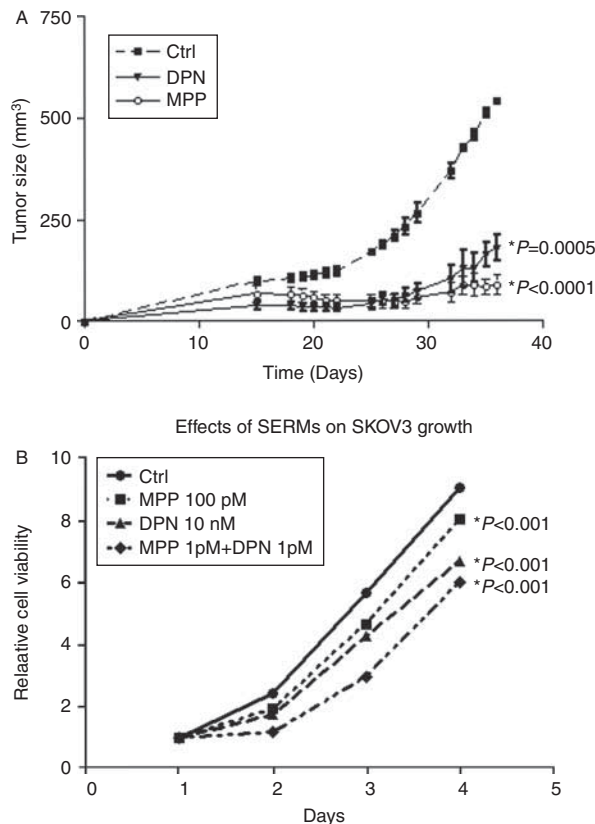 A
750
500
250
0
Tumor size (mm³)
Ctrl
DPN
MPP
*P=0.0005
*P<0.0001
0
10
20
30
40
Time (Days)
Effects of SERMs on SKOV3 growth
B
10
8
6
4
2
0
Relaative cell viability
Ctrl
MPP 100 pM
DPN 10 nM
MPP 1pM+DPN 1pM
*P<0.001
*P<0.001
*P<0.001
0
1
2
3
4
5
Days